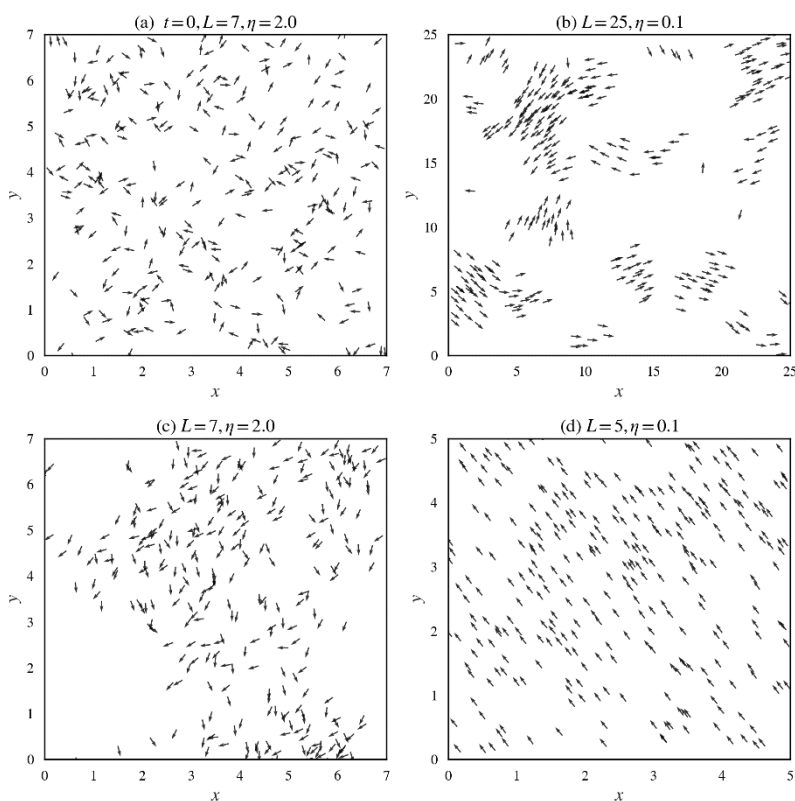 (a) t=0, L=7, η=2.0
(b) L=25, η=0.1
7
6
5
4
3
2
1
0
y
0 1 2 3 4 5 6 7
x
25
20
15
10
5
0
y
0 5 10 15 20 25
x
(c) L=7, η=2.0
(d) L=5, η=0.1
7
6
5
4
3
2
1
0
y
0 1 2 3 4 5 6 7
x
5
4
3
2
1
0
y
0 1 2 3 4 5
x